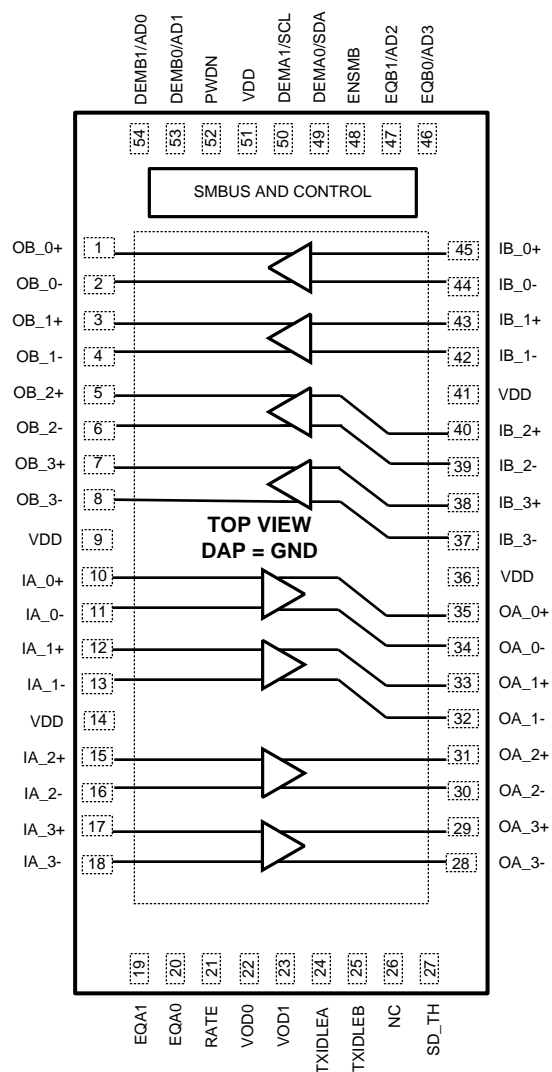 DEMB1/AD0
DEMB0/AD1
PWDN
VDD
DEMA1/SCL
DEMA0/SDA
ENSMB
EQB1/AD2
EQB0/AD3
54
53
52
51
50
49
48
47
46
SMBUS AND CONTROL
OB_0+ 1 45 IB_0+
OB_0- 2 44 IB_0-
OB_1+ 3 43 IB_1+
OB_1- 4 42 IB_1-
OB_2+ 5 41 VDD
OB_2- 6 40 IB_2+
OB_3+ 7 39 IB_2-
OB_3- 8 38 IB_3+
TOP VIEW
DAP = GND
VDD 9 37 IB_3-
IA_0+ 10 36 VDD
IA_0- 11 35 OA_0+
IA_1+ 12 34 OA_0-
IA_1- 13 33 OA_1+
VDD 14 32 OA_1-
IA_2+ 15 31 OA_2+
IA_2- 16 30 OA_2-
IA_3+ 17 29 OA_3+
IA_3- 18 28 OA_3-
19
20
21
22
23
24
25
26
27
EQA1
EQA0
RATE
VOD0
VOD1
TXIDLEA
TXIDLEB
NC
SD_TH